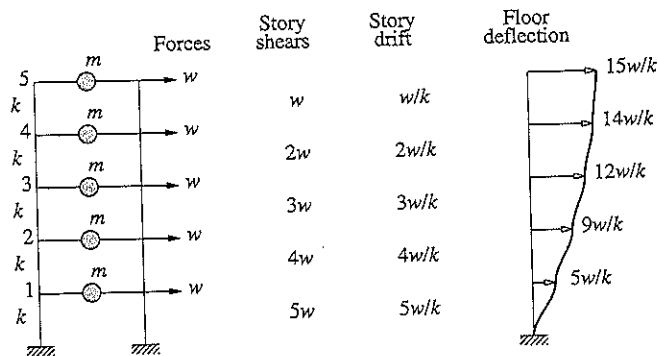 Forces
Story shears
Story drift
Floor deflection
5 m w 15w/k
k w w/k
4 m w 14w/k
k 2w 2w/k
3 m w 12w/k
k 3w 3w/k
2 m w 9w/k
k 4w 4w/k
1 m w 5w/k
k 5w 5w/k